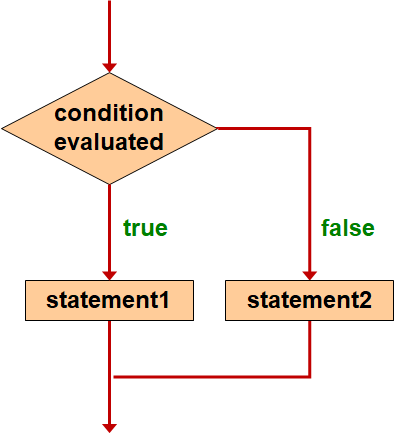 condition
evaluated
true
false
statement1
statement2